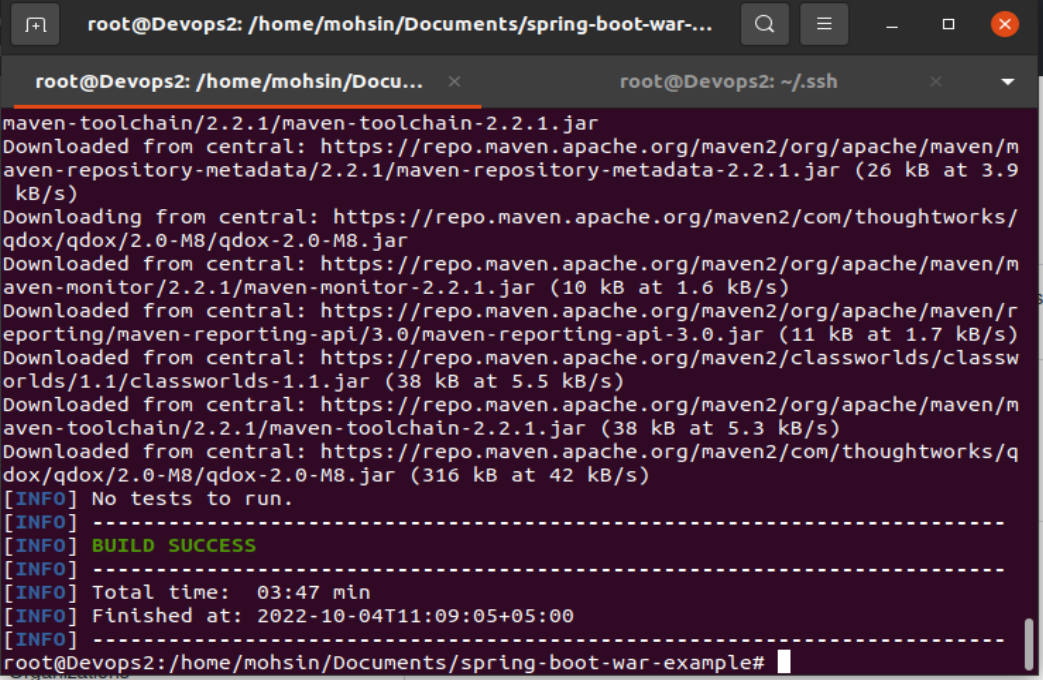 root@Devops2: /home/mohsin/Documents/spring-boot-war-...
root@Devops2: /home/mohsin/Docu...
root@Devops2: ~/.ssh
maven-toolchain/2.2.1/maven-toolchain-2.2.1.jar
Downloaded from central: https://repo.maven.apache.org/maven2/org/apache/maven/m
aven-repository-metadata/2.2.1/maven-repository-metadata-2.2.1.jar (26 kB at 3.9
 kB/s)
Downloading from central: https://repo.maven.apache.org/maven2/com/thoughtworks/
qdox/qdox/2.0-M8/qdox-2.0-M8.jar
Downloaded from central: https://repo.maven.apache.org/maven2/org/apache/maven/m
aven-monitor/2.2.1/maven-monitor-2.2.1.jar (10 kB at 1.6 kB/s)
Downloaded from central: https://repo.maven.apache.org/maven2/org/apache/maven/r
eporting/maven-reporting-api/3.0/maven-reporting-api-3.0.jar (11 kB at 1.7 kB/s)
Downloaded from central: https://repo.maven.apache.org/maven2/classworlds/classw
orlds/1.1/classworlds-1.1.jar (38 kB at 5.5 kB/s)
Downloaded from central: https://repo.maven.apache.org/maven2/org/apache/maven/m
aven-toolchain/2.2.1/maven-toolchain-2.2.1.jar (38 kB at 5.3 kB/s)
Downloaded from central: https://repo.maven.apache.org/maven2/com/thoughtworks/q
dox/qdox/2.0-M8/qdox-2.0-M8.jar (316 kB at 42 kB/s)
[INFO] No tests to run.
[INFO] ------------------------------------------------------------------------
[INFO] BUILD SUCCESS
[INFO] ------------------------------------------------------------------------
[INFO] Total time:  03:47 min
[INFO] Finished at: 2022-10-04T11:09:05+05:00
[INFO] ------------------------------------------------------------------------
root@Devops2:/home/mohsin/Documents/spring-boot-war-example#